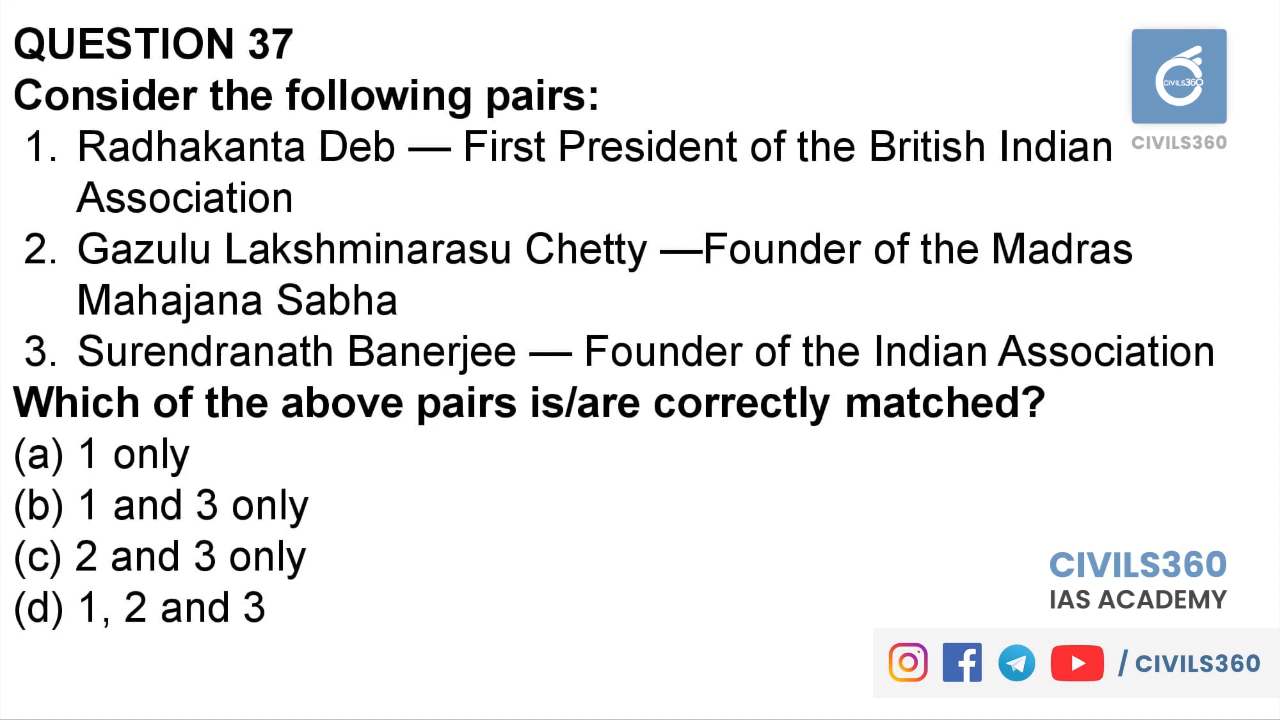 QUESTION 37
Consider the following pairs:
1. Radhakanta Deb — First President of the British Indian
Association
2. Gazulu Lakshminarasu Chetty —Founder of the Madras
Mahajana Sabha
3. Surendranath Banerjee — Founder of the Indian Association
Which of the above pairs is/are correctly matched?
(a) 1 only
(b) 1 and 3 only
(c) 2 and 3 only
(d) 1, 2 and 3
CIVILS360
CIVILS360
CIVILS360
IAS ACADEMY
/ CIVILS360